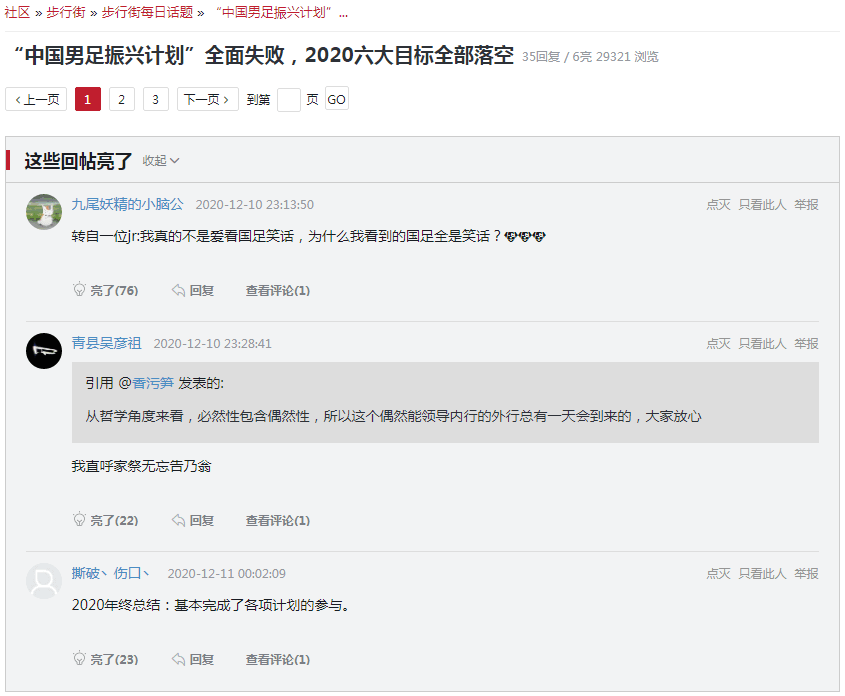 社区 » 步行街 » 步行街每日话题 » “中国男足振兴计划” ...
“中国男足振兴计划”全面失败，2020六大目标全部落空 35回复 / 6亮 29321 浏览
‹ 上一页 1 2 3 下一页 › 到第 页 GO
这些回帖亮了 收起
九尾妖精的小脑公 2020-12-10 23:13:50 点灭 只看此人 举报
转自一位jr:我真的不是爱看国足笑话，为什么我看到的国足全是笑话？🐶🐶🐶
亮了(76) 回复 查看评论(1)
青县吴彦祖 2020-12-10 23:28:41 点灭 只看此人 举报
引用 @香污笋 发表的:
从哲学角度来看，必然性包含偶然性，所以这个偶然能领导内行的外行总有一天会到来的，大家放心
我直呼家祭无忘告乃翁
亮了(22) 回复 查看评论(1)
撕破丶伤口丶 2020-12-11 00:02:09 点灭 只看此人 举报
2020年终总结：基本完成了各项计划的参与。
亮了(23) 回复 查看评论(1)